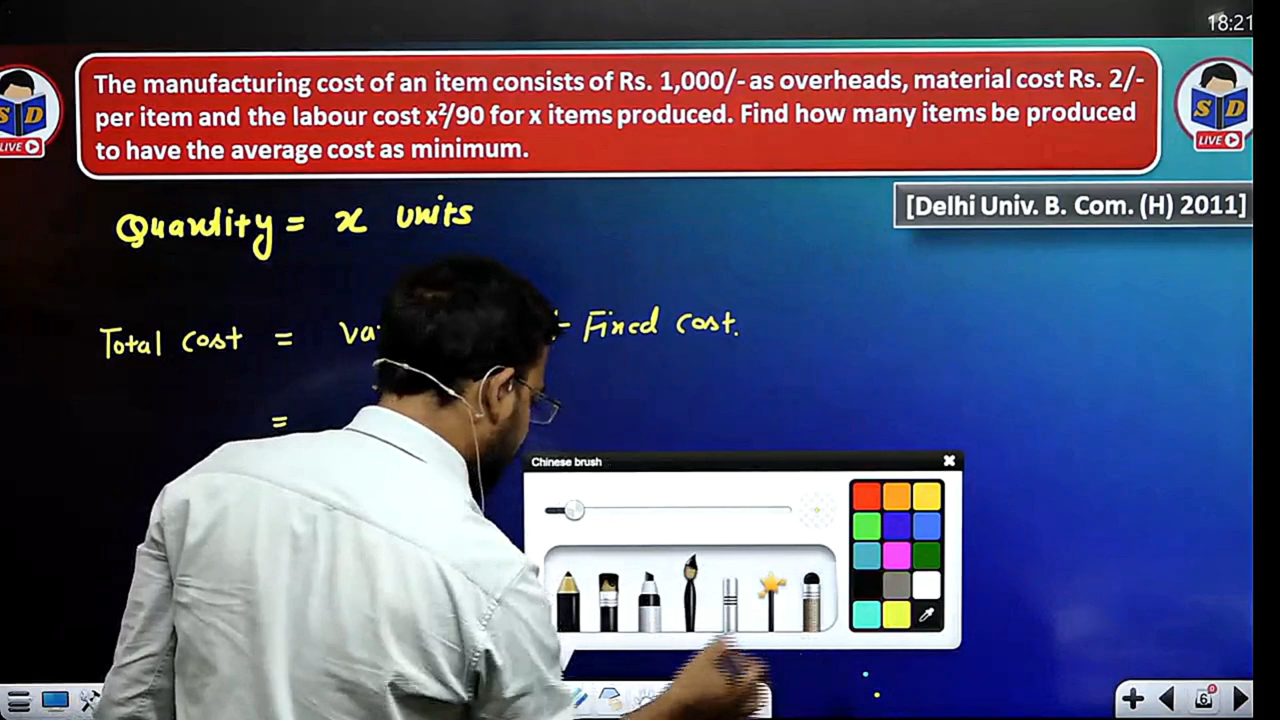 18:21
The manufacturing cost of an item consists of Rs. 1,000/- as overheads, material cost Rs. 2/-
per item and the labour cost x²/90 for x items produced. Find how many items be produced
to have the average cost as minimum.
S D
LIVE
S D
LIVE
[Delhi Univ. B. Com. (H) 2011]
Quantity = x units
Total cost = + Fixed cost.
=
Chinese brush
6